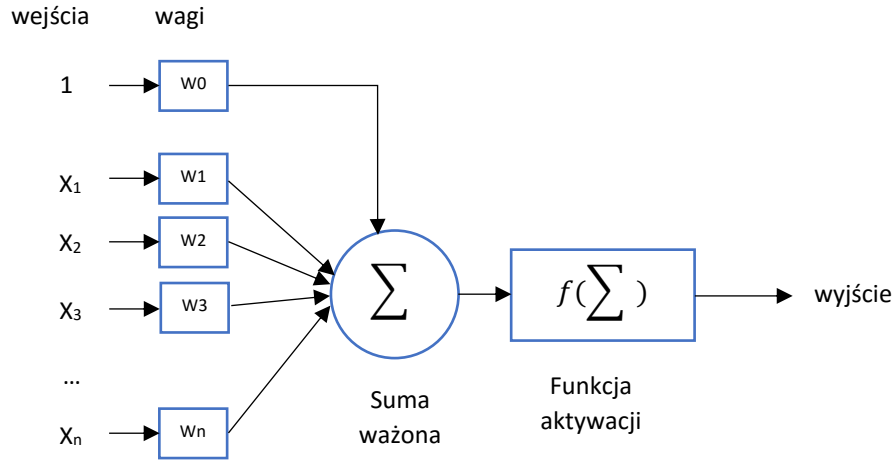 wejścia wagi
1 w0
X₁ w1
X₂ w2
X₃ w3
∑ f(∑ ) wyjście
...
Suma
ważona
Funkcja
aktywacji
Xₙ wn